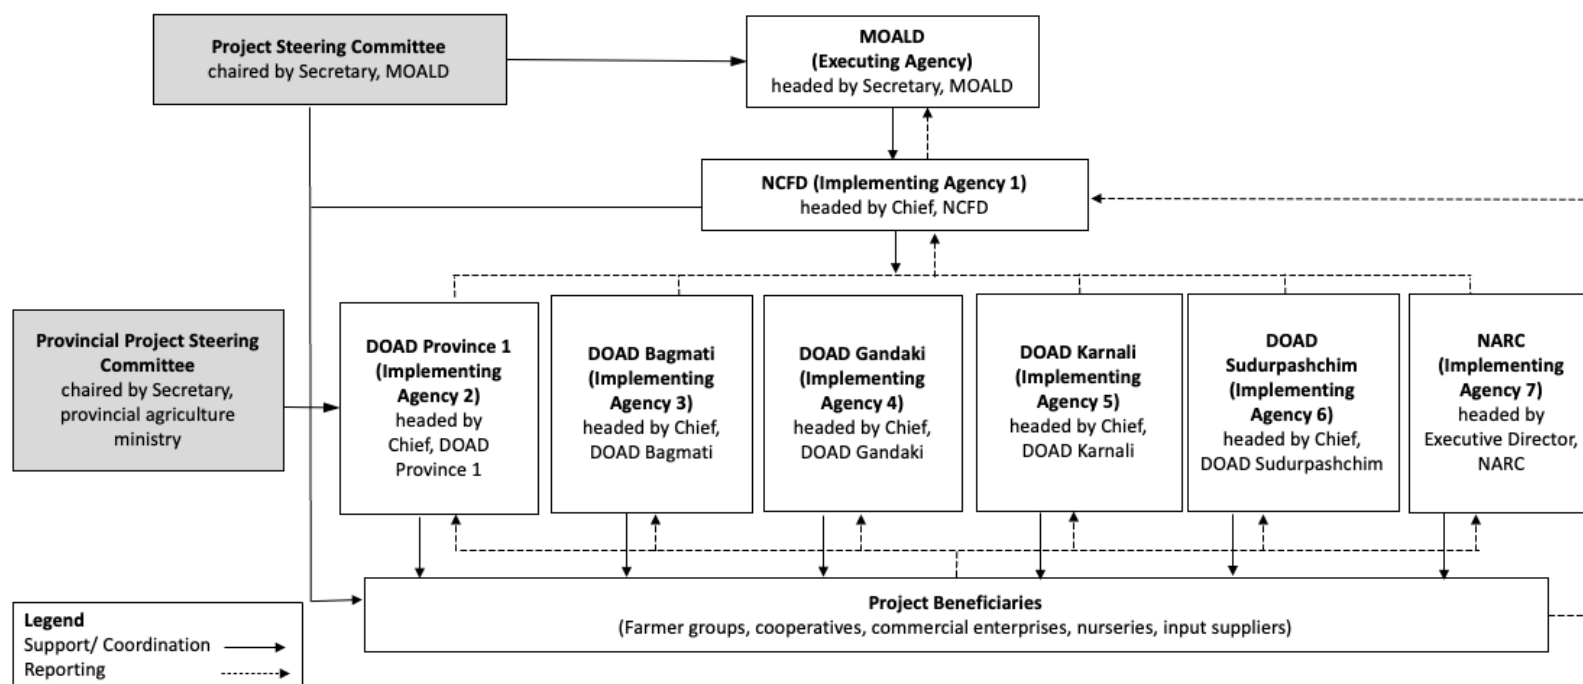 Project Steering Committee
chaired by Secretary, MOALD
MOALD
(Executing Agency)
headed by Secretary, MOALD
NCFD (Implementing Agency 1)
headed by Chief, NCFD
Provincial Project Steering
Committee
chaired by Secretary,
provincial agriculture
ministry
DOAD Province 1
(Implementing
Agency 2)
headed by
Chief, DOAD
Province 1
DOAD Bagmati
(Implementing
Agency 3)
headed by Chief,
DOAD Bagmati
DOAD Gandaki
(Implementing
Agency 4)
headed by Chief,
DOAD Gandaki
DOAD Karnali
(Implementing
Agency 5)
headed by Chief,
DOAD Karnali
DOAD
Sudurpashchim
(Implementing
Agency 6)
headed by Chief,
DOAD Sudurpashchim
NARC
(Implementing
Agency 7)
headed by
Executive Director,
NARC
Project Beneficiaries
(Farmer groups, cooperatives, commercial enterprises, nurseries, input suppliers)
Legend
Support/ Coordination
Reporting